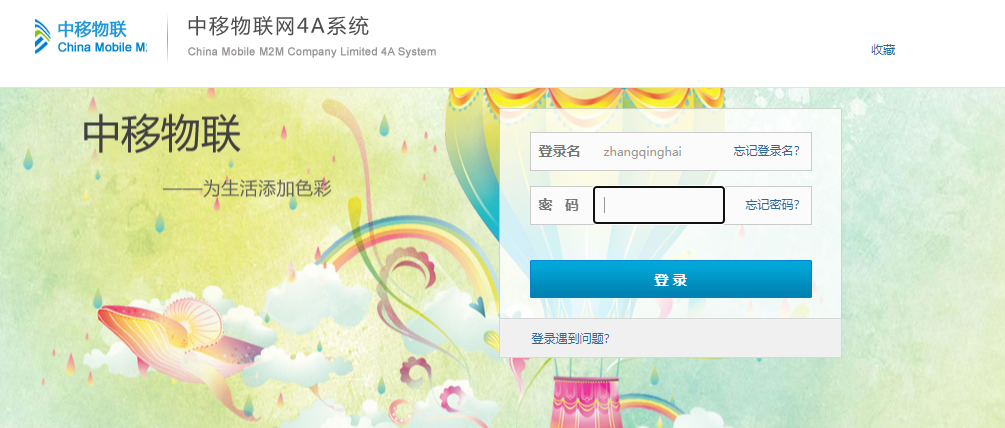 中移物联
China Mobile M2
中移物联网4A系统
China Mobile M2M Company Limited 4A System
收藏
中移物联
——为生活添加色彩
登录名 zhangqinghai 忘记登录名?
密 码 忘记密码?
登 录
登录遇到问题?